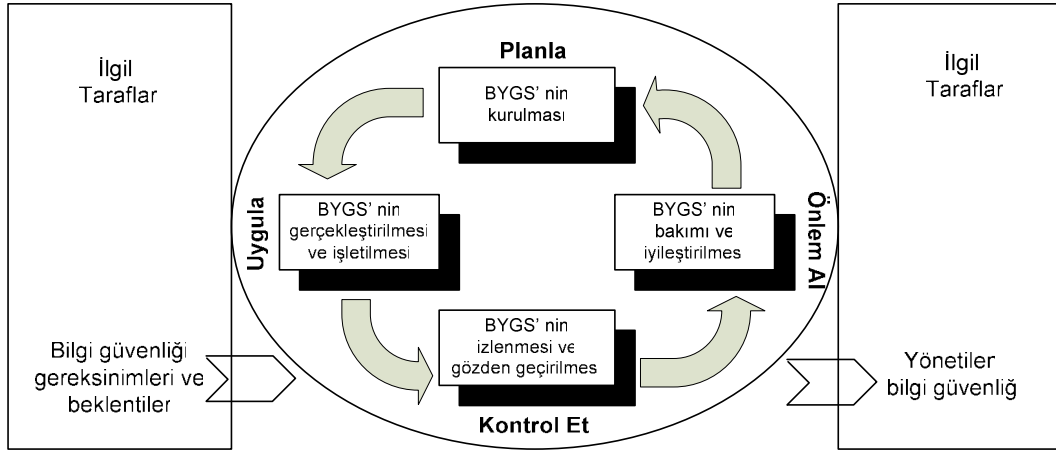 İlgil
Taraflar
Bilgi güvenliği
gereksinimleri ve
beklentiler
Planla
BYGS' nin
kurulması
Uygula
BYGS' nin
gerçekleştirilmesi
ve işletilmesi
BYGS' nin
bakımı ve
iyileştirilmes
Önlem Al
BYGS' nin
izlenmesi ve
gözden geçirilmes
Kontrol Et
İlgil
Taraflar
Yönetiler
bilgi güvenliğ